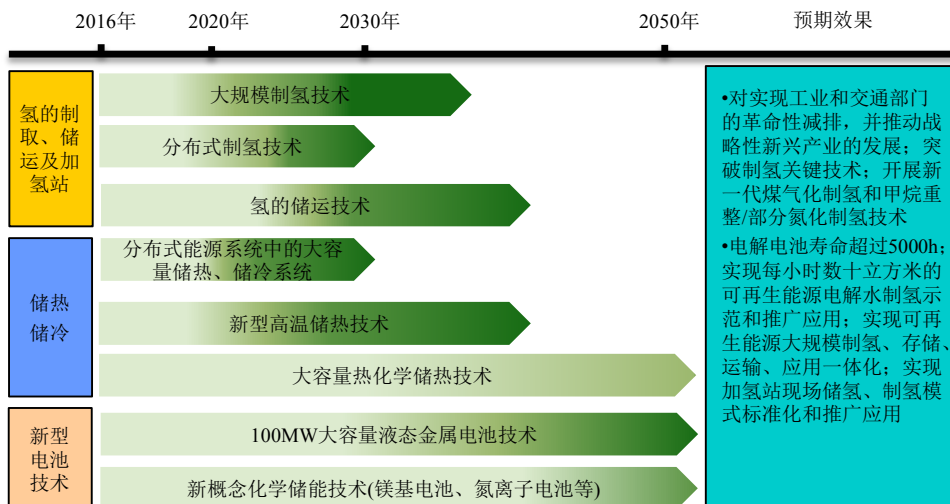 2016年
2020年
2030年
2050年
预期效果
氢的制
取、储
运及加
氢站
大规模制氢技术
分布式制氢技术
氢的储运技术
储热
储冷
分布式能源系统中的大容
量储热、储冷系统
新型高温储热技术
大容量热化学储热技术
新型
电池
技术
100MW大容量液态金属电池技术
新概念化学储能技术(镁基电池、氮离子电池等)
•对实现工业和交通部门
的革命性减排，并推动战
略性新兴产业的发展；突
破制氢关键技术；开展新
一代煤气化制氢和甲烷重
整/部分氮化制氢技术
•电解电池寿命超过5000h；
实现每小时数十立方米的
可再生能源电解水制氢示
范和推广应用；实现可再
生能源大规模制氢、存储、
运输、应用一体化；实现
加氢站现场储氢、制氢模
式标准化和推广应用